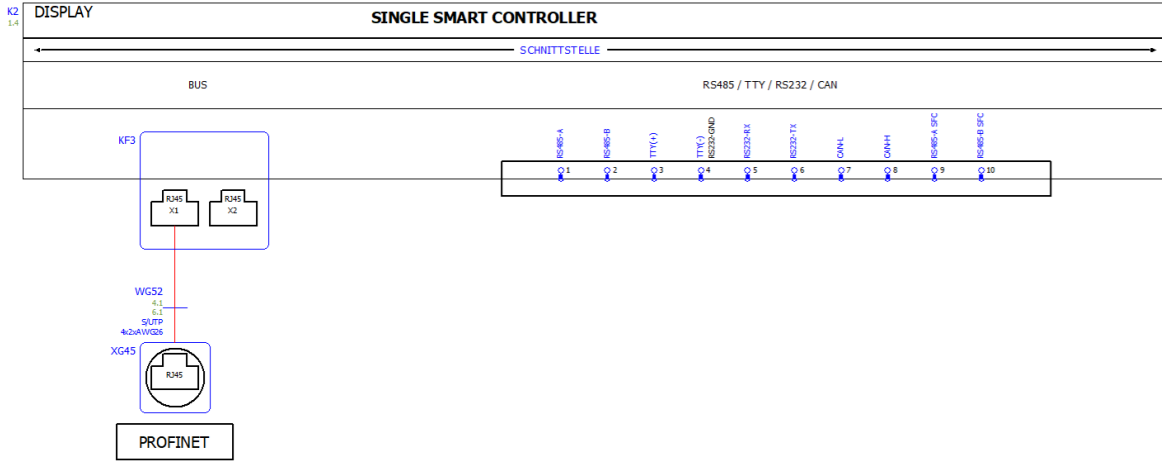 K2
1.4
DISPLAY
SINGLE SMART CONTROLLER
SCHNITTSTELLE
BUS
RS485 / TTY / RS232 / CAN
KF3
RS485-A
RS485-B
TTY(+)
TTY(-)
RS232-GND
RS232-RX
RS232-TX
CAN-L
CAN-H
RS485-A SFC
RS485-B SFC
1
2
3
4
5
6
7
8
9
10
RJ45
X1
RJ45
X2
WG52
4.1
6.1
S/UTP
4x2xAWG26
XG45
RJ45
PROFINET